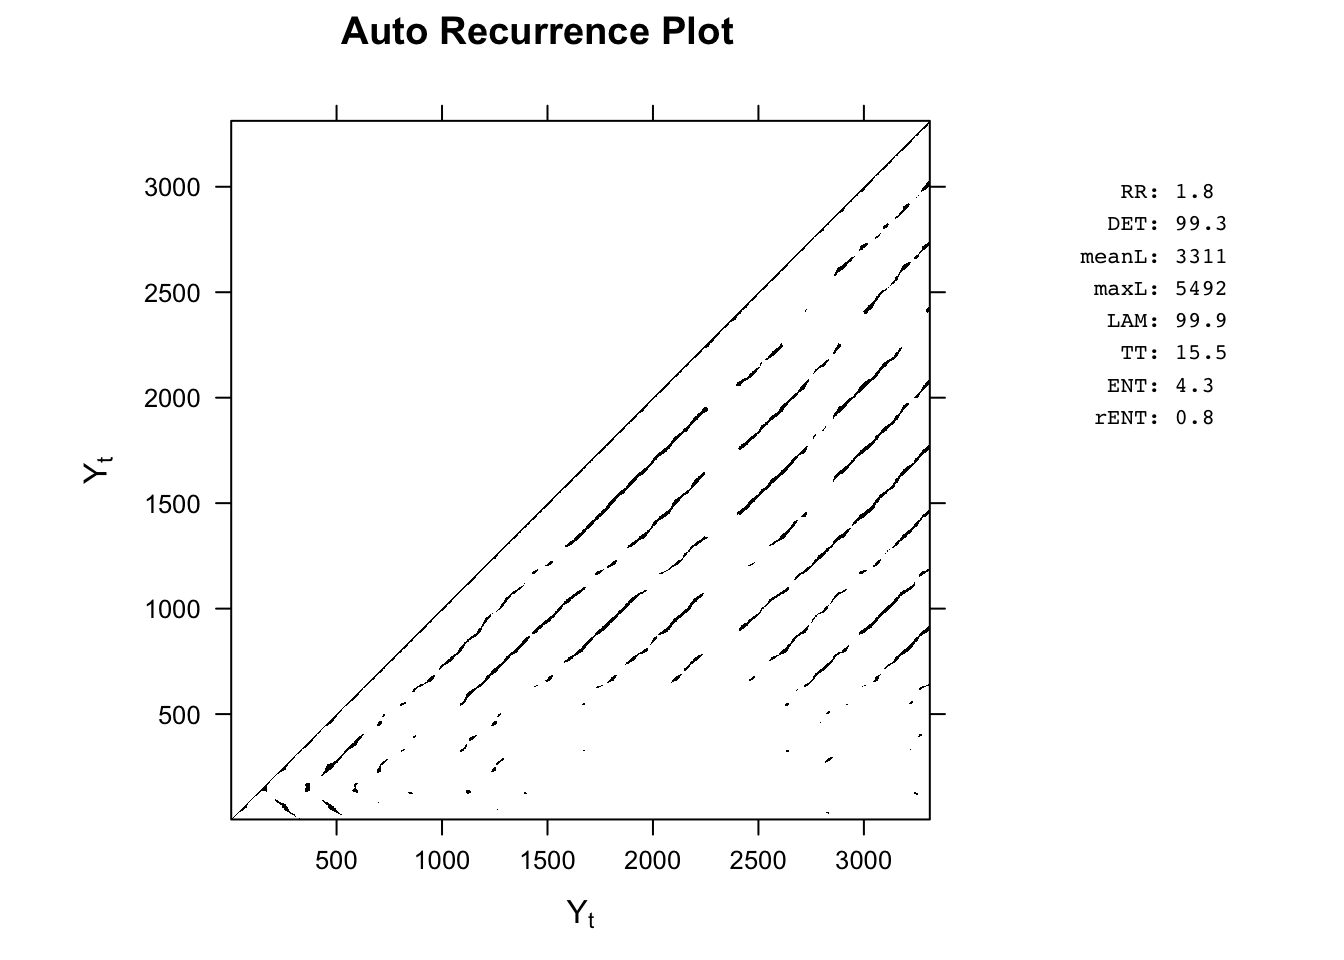 Auto Recurrence Plot
3000
2500
2000
1500
1000
500
Yt
500 1000 1500 2000 2500 3000
Yt
RR: 1.8
DET: 99.3
meanL: 3311
maxL: 5492
LAM: 99.9
TT: 15.5
ENT: 4.3
rENT: 0.8